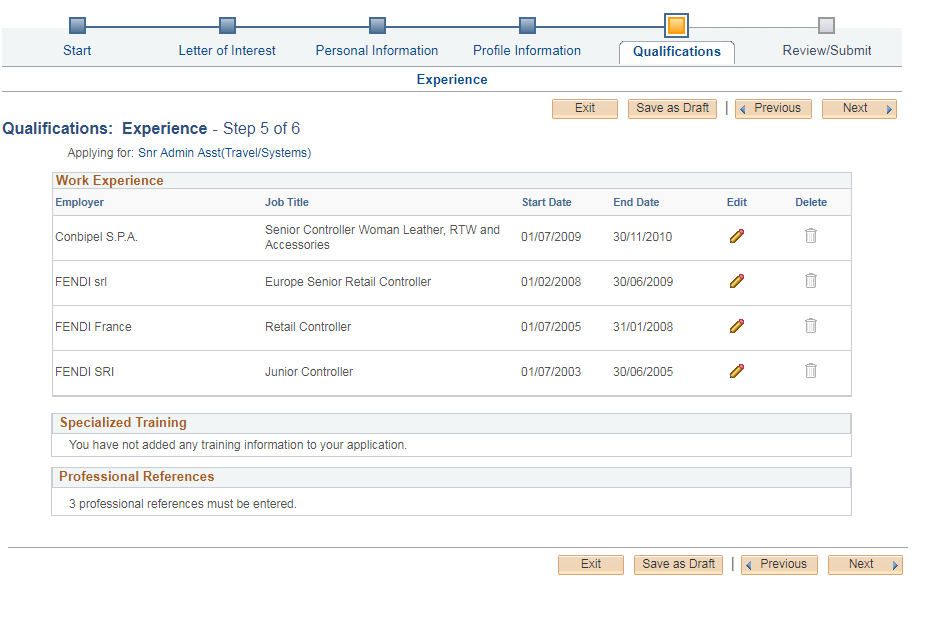 Start Letter of Interest Personal Information Profile Information Qualifications Review/Submit
Experience
Exit Save as Draft | Previous Next
Qualifications: Experience - Step 5 of 6
Applying for: Snr Admin Asst(Travel/Systems)
Work Experience
Employer Job Title Start Date End Date Edit Delete
Conbipel S.P.A. Senior Controller Woman Leather, RTW and
Accessories 01/07/2009 30/11/2010
FENDI srl Europe Senior Retail Controller 01/02/2008 30/06/2009
FENDI France Retail Controller 01/07/2005 31/01/2008
FENDI SRl Junior Controller 01/07/2003 30/06/2005
Specialized Training
You have not added any training information to your application.
Professional References
3 professional references must be entered.
Exit Save as Draft | Previous Next